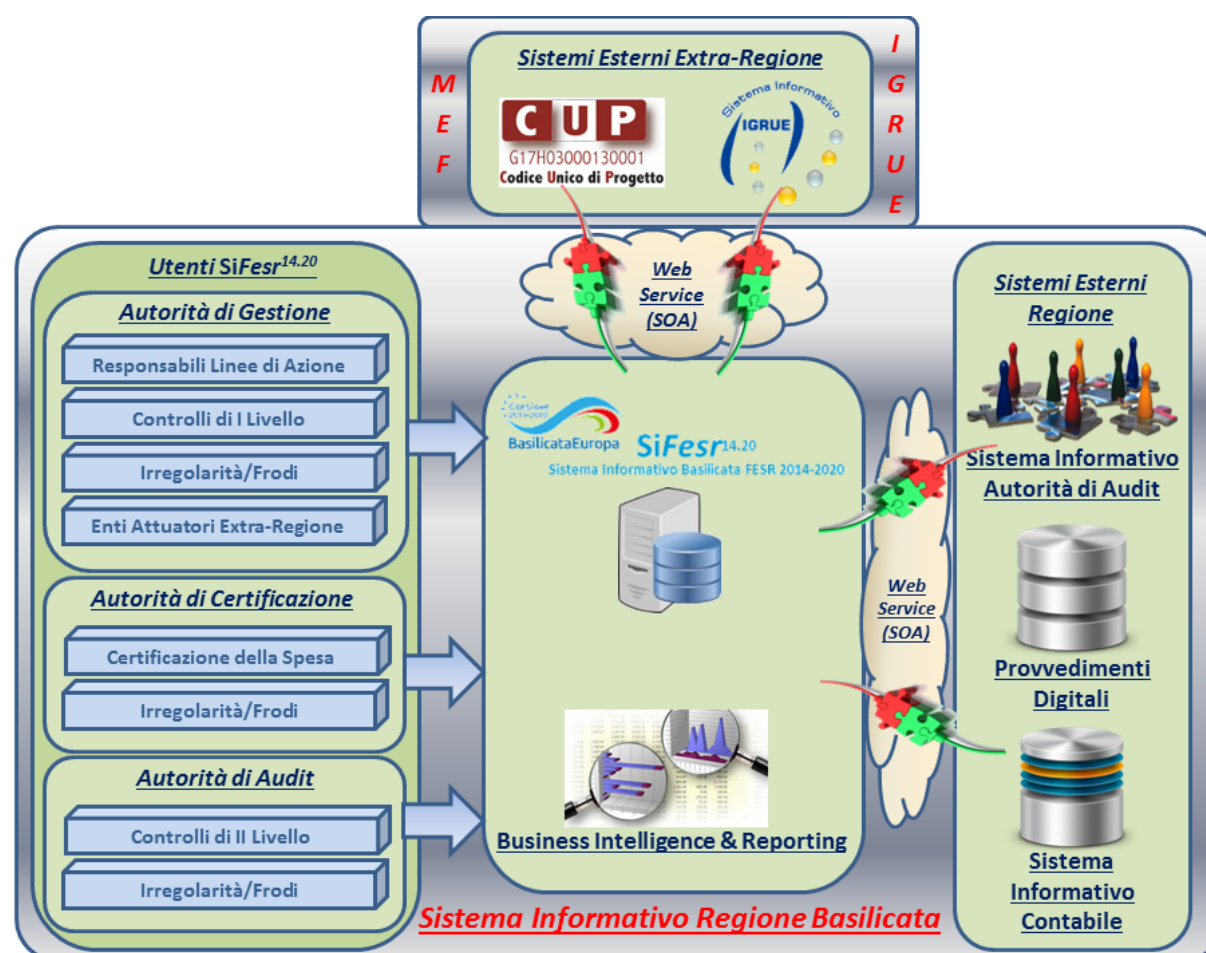 M
E
F
Sistemi Esterni Extra-Regione
CUP
G17H03000130001
Codice Unico di Progetto
Sistema Informativo
IGRUE
I
G
R
U
E
Utenti SiFesr14.20
Autorità di Gestione
Responsabili Linee di Azione
Controlli di I Livello
Irregolarità/Frodi
Enti Attuatori Extra-Regione
Autorità di Certificazione
Certificazione della Spesa
Irregolarità/Frodi
Autorità di Audit
Controlli di II Livello
Irregolarità/Frodi
Web
Service
(SOA)
Coesione
2014-2020
BasilicataEuropa
SiFesr14.20
Sistema Informativo Basilicata FESR 2014-2020
Business Intelligence & Reporting
Web
Service
(SOA)
Sistemi Esterni
Regione
Sistema Informativo
Autorità di Audit
Provvedimenti
Digitali
Sistema
Informativo
Contabile
Sistema Informativo Regione Basilicata